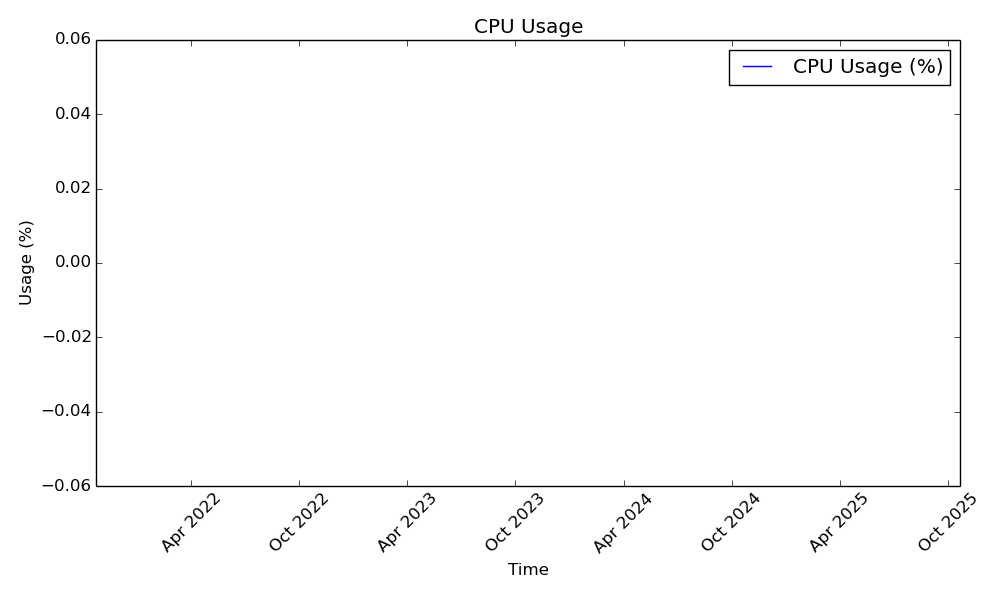 CPU Usage
0.06
CPU Usage (%)
0.04
0.02
0.00
−0.02
−0.04
−0.06
Usage (%)
Apr 2022
Oct 2022
Apr 2023
Oct 2023
Apr 2024
Oct 2024
Apr 2025
Oct 2025
Time